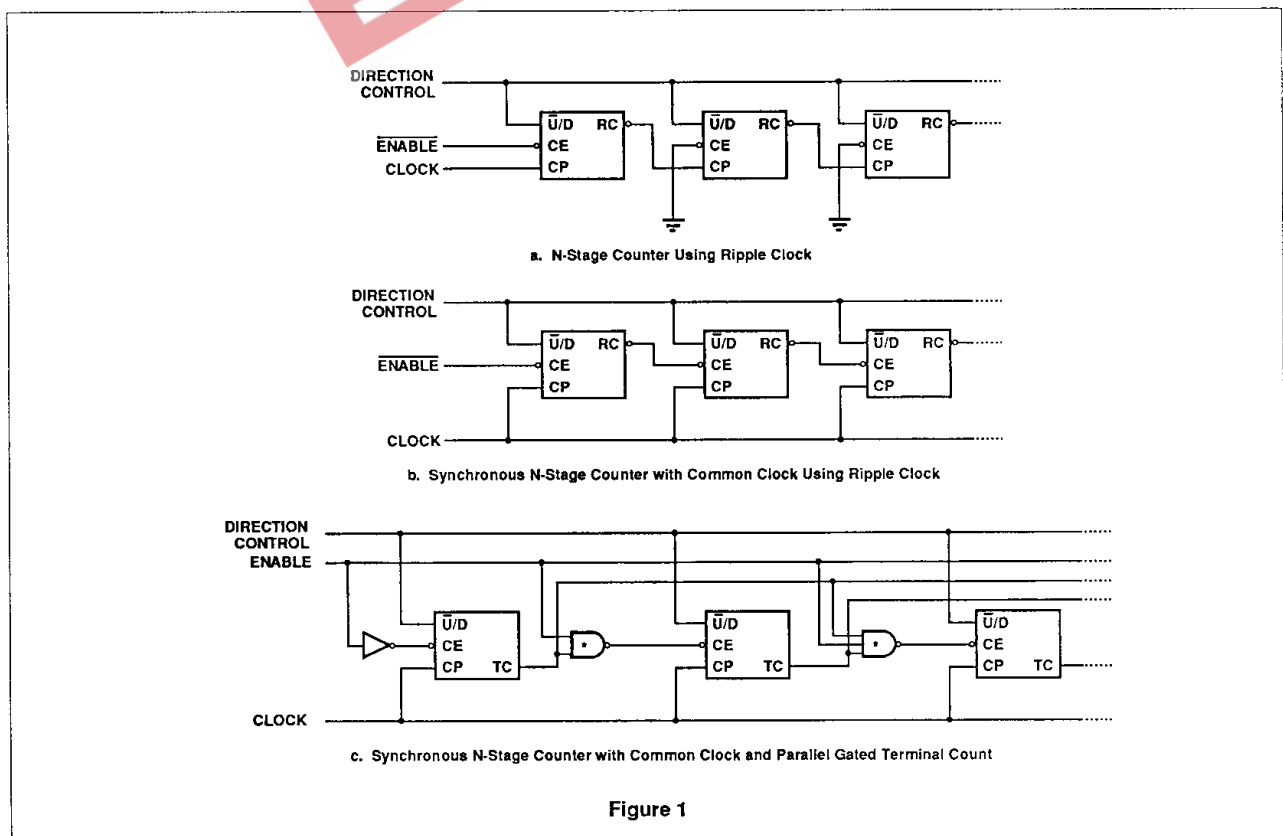 DIRECTION
CONTROL
U̅/D RC
U̅/D RC
U̅/D RC
E̅N̅A̅B̅L̅E̅
CE
CE
CE
CLOCK
CP
CP
CP
a. N-Stage Counter Using Ripple Clock
DIRECTION
CONTROL
U̅/D RC
U̅/D RC
U̅/D RC
E̅N̅A̅B̅L̅E̅
CE
CE
CE
CP
CP
CP
CLOCK
b. Synchronous N-Stage Counter with Common Clock Using Ripple Clock
DIRECTION
CONTROL
ENABLE
U̅/D
U̅/D
U̅/D
CE
*
CE
*
CE
CP TC
CP TC
CP TC
CLOCK
c. Synchronous N-Stage Counter with Common Clock and Parallel Gated Terminal Count
Figure 1